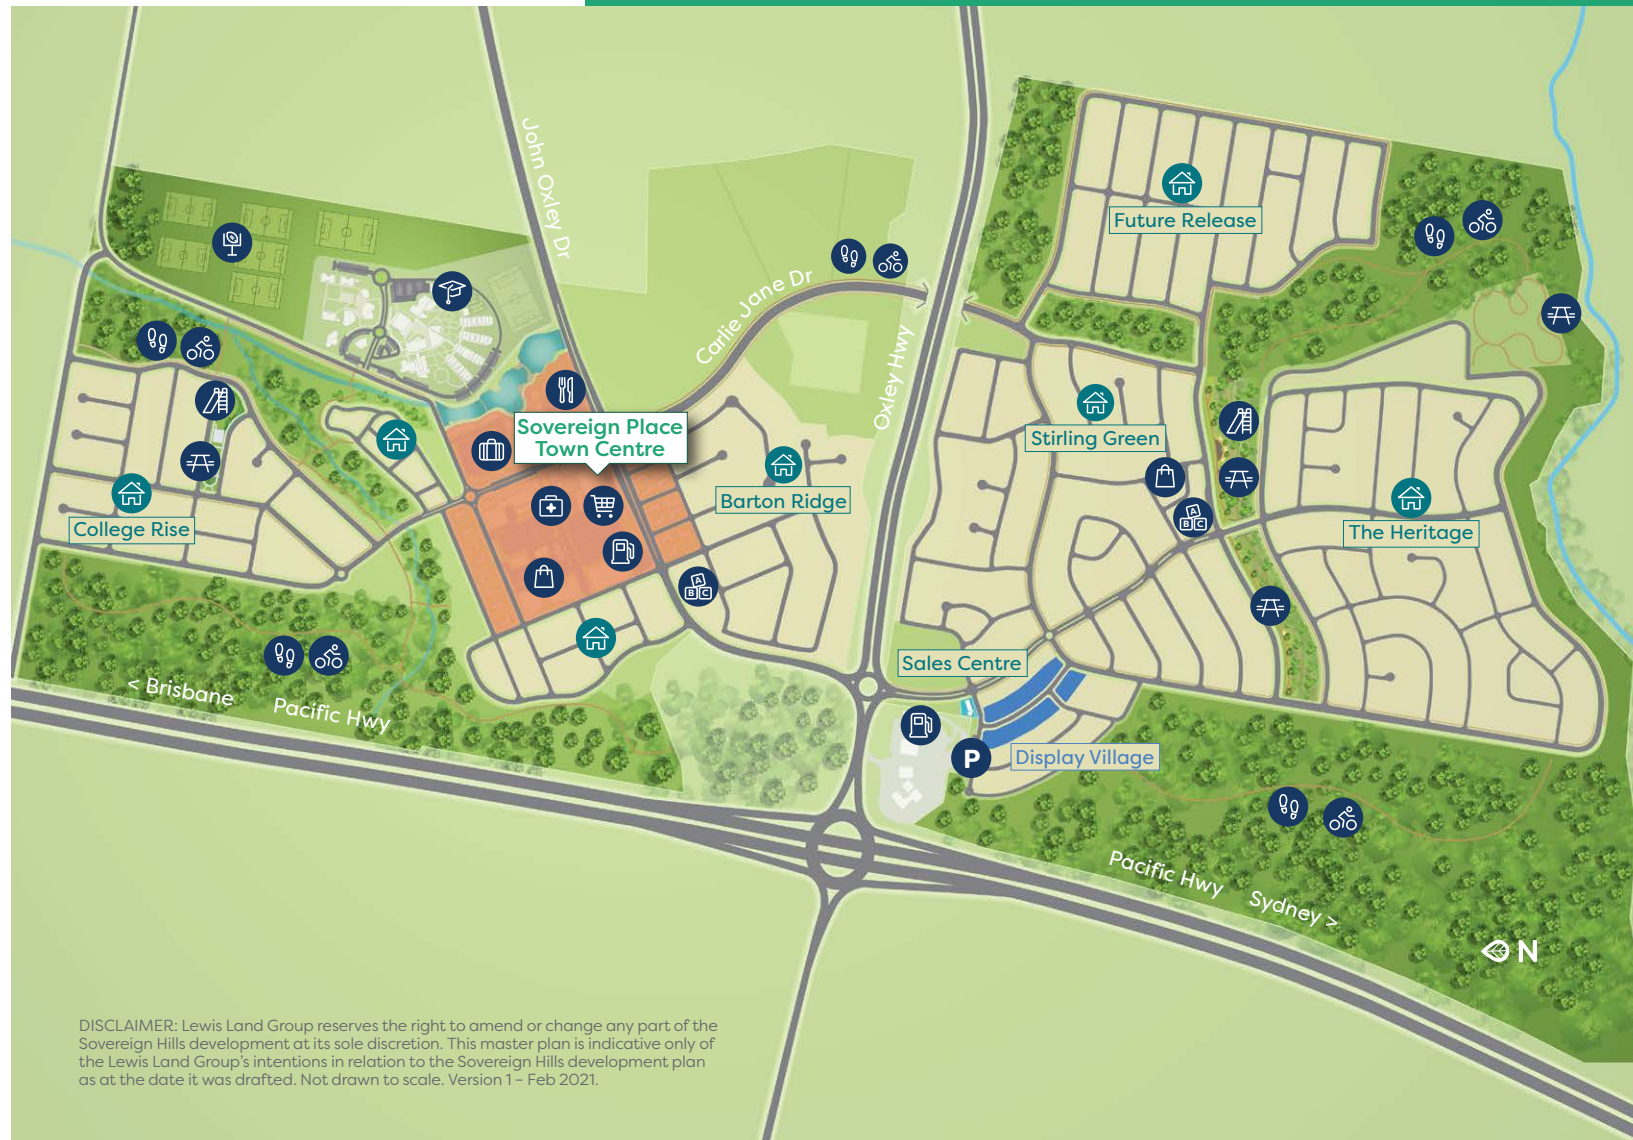 John Oxley Dr
Future Release
Carlie Jane Dr
Oxley Hwy
Sovereign Place
Town Centre
Stirling Green
Barton Ridge
College Rise
The Heritage
A
B C
A
B C
Sales Centre
< Brisbane
Pacific Hwy
P
Display Village
Pacific Hwy
Sydney >
N
DISCLAIMER: Lewis Land Group reserves the right to amend or change any part of the
Sovereign Hills development at its sole discretion. This master plan is indicative only of
the Lewis Land Group's intentions in relation to the Sovereign Hills development plan
as at the date it was drafted. Not drawn to scale. Version 1 – Feb 2021.